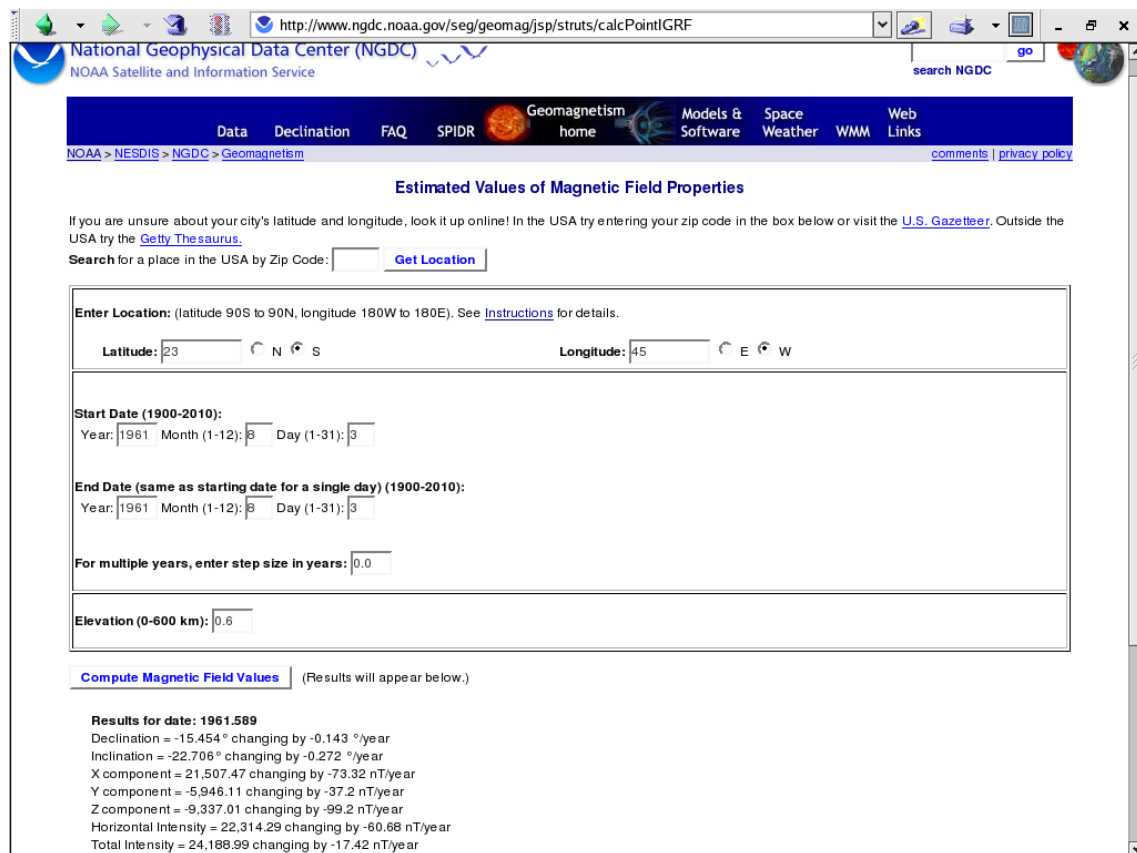 http://www.ngdc.noaa.gov/seg/geomag/jsp/struts/calcPointIGRF
National Geophysical Data Center (NGDC)
NOAA Satellite and Information Service
go
search NGDC
Data Declination FAQ SPIDR Geomagnetism home Models & Software Space Weather WMM Web Links
NOAA > NESDIS > NGDC > Geomagnetism comments | privacy policy
Estimated Values of Magnetic Field Properties
If you are unsure about your city's latitude and longitude, look it up online! In the USA try entering your zip code in the box below or visit the U.S. Gazetteer. Outside the
USA try the Getty Thesaurus.
Search for a place in the USA by Zip Code: Get Location
Enter Location: (latitude 90S to 90N, longitude 180W to 180E). See Instructions for details.
Latitude: 23 N S Longitude: 45 E W
Start Date (1900-2010):
Year: 1961 Month (1-12): 8 Day (1-31): 3
End Date (same as starting date for a single day) (1900-2010):
Year: 1961 Month (1-12): 8 Day (1-31): 3
For multiple years, enter step size in years: 0.0
Elevation (0-600 km): 0.6
Compute Magnetic Field Values (Results will appear below.)
Results for date: 1961.589
Declination = -15.454° changing by -0.143 °/year
Inclination = -22.706° changing by -0.272 °/year
X component = 21,507.47 changing by -73.32 nT/year
Y component = -5,946.11 changing by -37.2 nT/year
Z component = -9,337.01 changing by -99.2 nT/year
Horizontal Intensity = 22,314.29 changing by -60.68 nT/year
Total Intensity = 24,188.99 changing by -17.42 nT/year